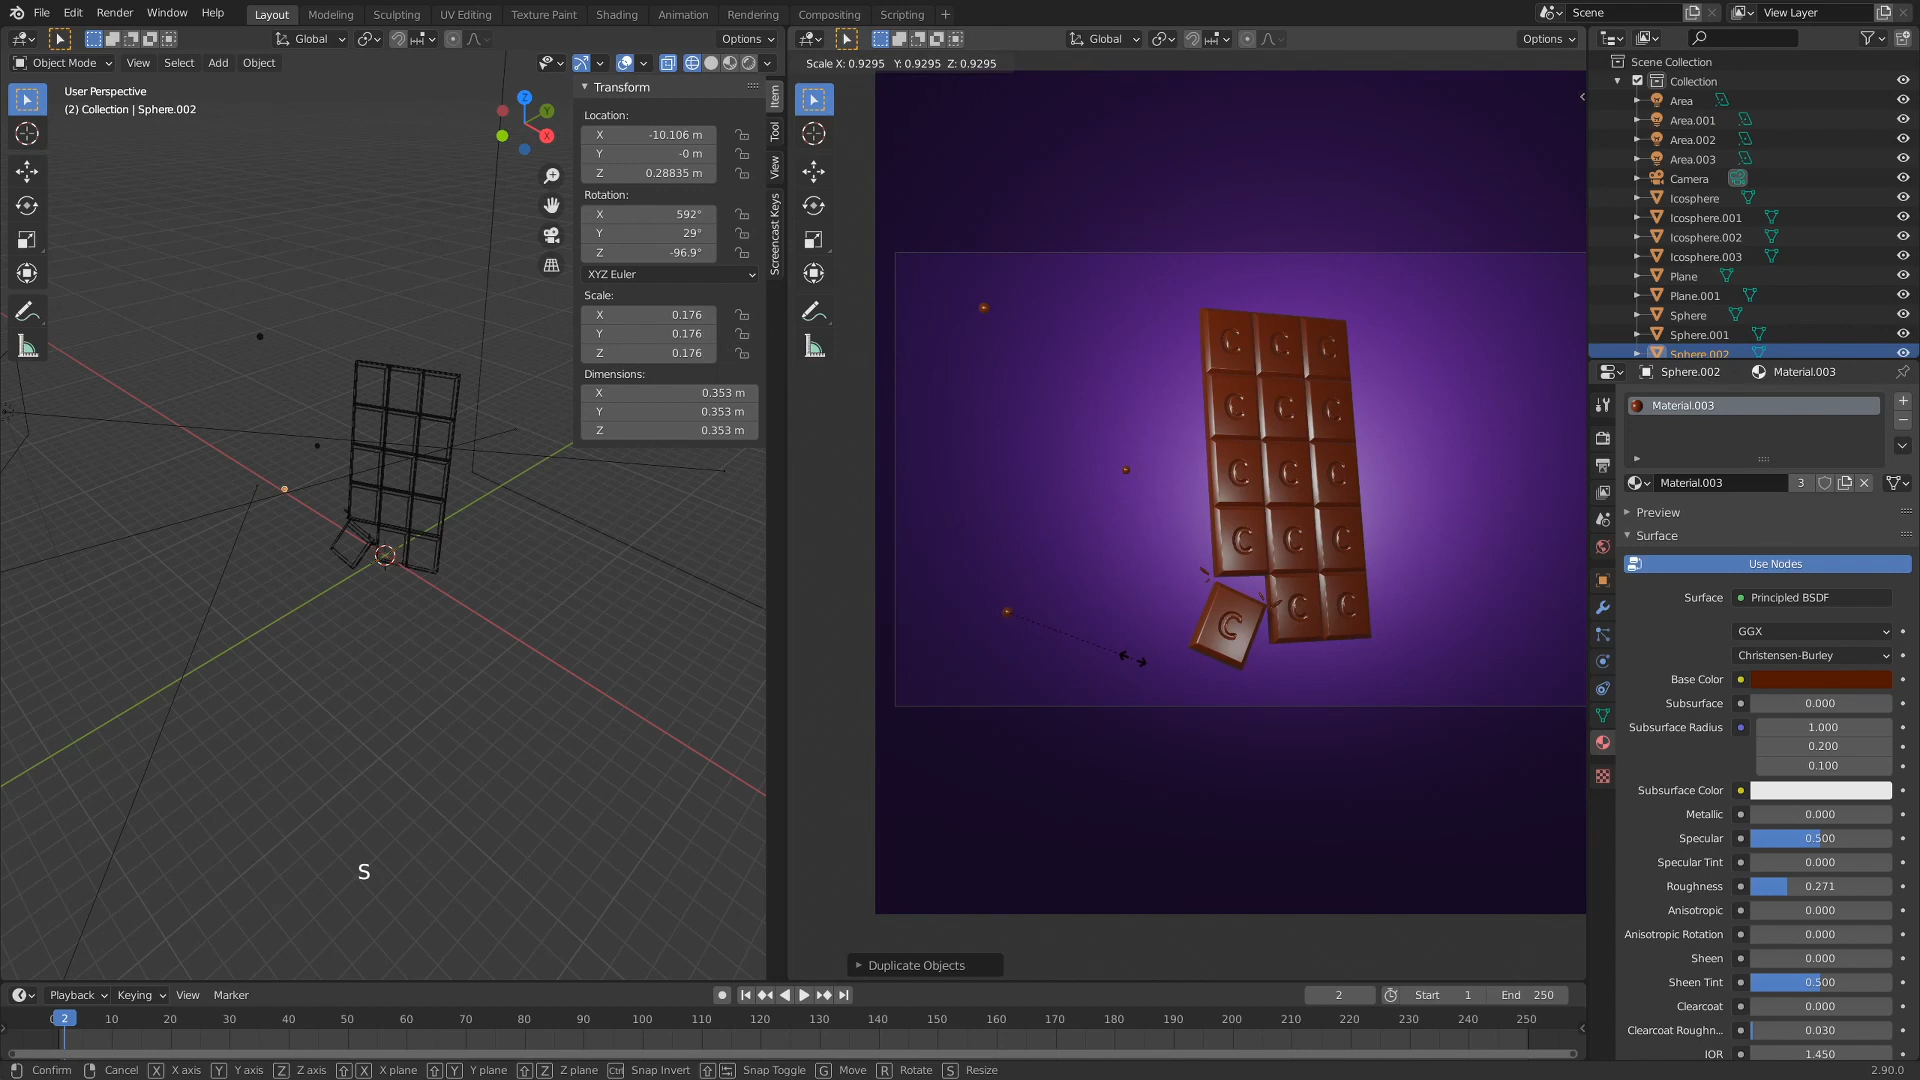 File Edit Render Window Help
Layout Modeling Sculpting UV Editing Texture Paint Shading Animation Rendering Compositing Scripting +
Scene
View Layer
Global
Options
Global
Options
Object Mode View Select Add Object
Scale X: 0.9295 Y: 0.9295 Z: 0.9295
User Perspective
(2) Collection | Sphere.002
Z
Y
X
Transform
Location:
X -10.106 m
Y -0 m
Z 0.28835 m
Rotation:
X 592°
Y 29°
Z -96.9°
XYZ Euler
Scale:
X 0.176
Y 0.176
Z 0.176
Dimensions:
X 0.353 m
Y 0.353 m
Z 0.353 m
Item
Tool
View
Screencast Keys
C C C
C C C
C C C
C C C
C C C
S
Duplicate Objects
Scene Collection
Collection
Area
Area.001
Area.002
Area.003
Camera
Icosphere
Icosphere.001
Icosphere.002
Icosphere.003
Plane
Plane.001
Sphere
Sphere.001
Sphere.002
Sphere.002 Material.003
Material.003
Material.003 3
Preview
Surface
Use Nodes
Surface Principled BSDF
GGX
Christensen-Burley
Base Color
Subsurface 0.000
Subsurface Radius 1.000
0.200
0.100
Subsurface Color
Metallic 0.000
Specular 0.500
Specular Tint 0.000
Roughness 0.271
Anisotropic 0.000
Anisotropic Rotation 0.000
Sheen 0.000
Sheen Tint 0.500
Clearcoat 0.000
Clearcoat Roughn... 0.030
IOR 1.450
Playback Keying View Marker
2 Start 1 End 250
2 10 20 30 40 50 60 70 80 90 100 110 120 130 140 150 160 170 180 190 200 210 220 230 240 250
Confirm Cancel X X axis Y Y axis Z Z axis X X plane Y Y plane Z Z plane Ctrl Snap Invert Snap Toggle G Move R Rotate S Resize
2.90.0